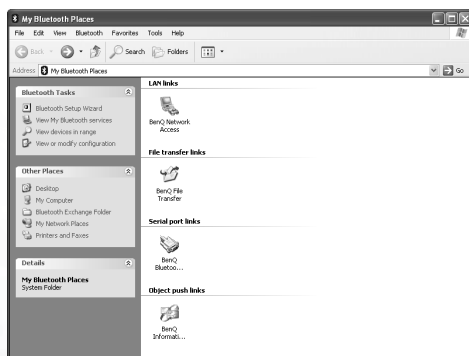 My Bluetooth Places
File Edit View Bluetooth Favorites Tools Help
Back Search Folders
Address My Bluetooth Places Go
Bluetooth Tasks
Bluetooth Setup Wizard
View My Bluetooth services
View devices in range
View or modify configuration
Other Places
Desktop
My Computer
Bluetooth Exchange Folder
My Network Places
Printers and Faxes
Details
My Bluetooth Places
System Folder
LAN links
BenQ Network
Access
File transfer links
BenQ File
Transfer
Serial port links
BenQ
Bluetoo...
Object push links
BenQ
Informati...